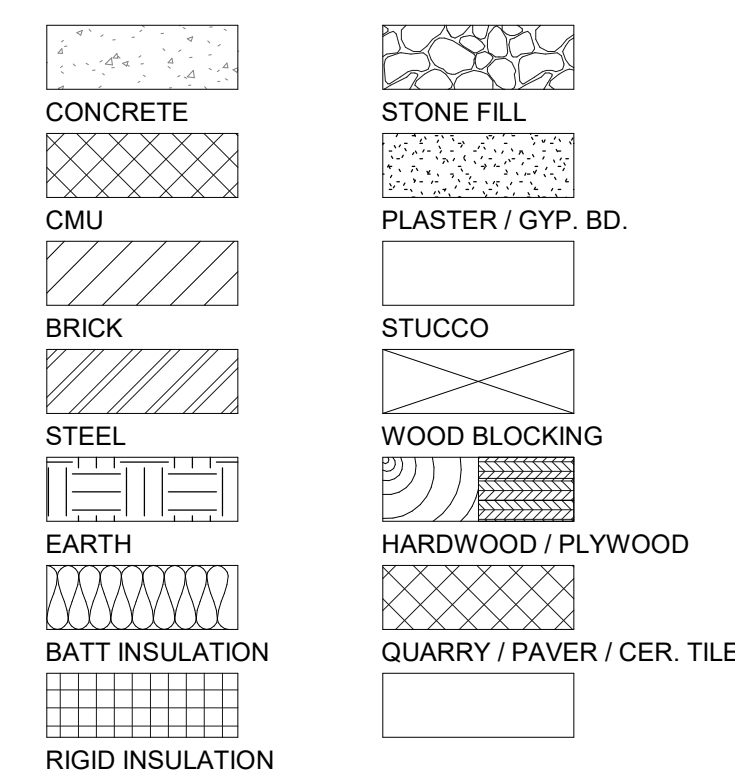 CONCRETE
CMU
BRICK
STEEL
EARTH
BATT INSULATION
RIGID INSULATION
STONE FILL
PLASTER / GYP. BD.
STUCCO
WOOD BLOCKING
HARDWOOD / PLYWOOD
QUARRY / PAVER / CER. TILE